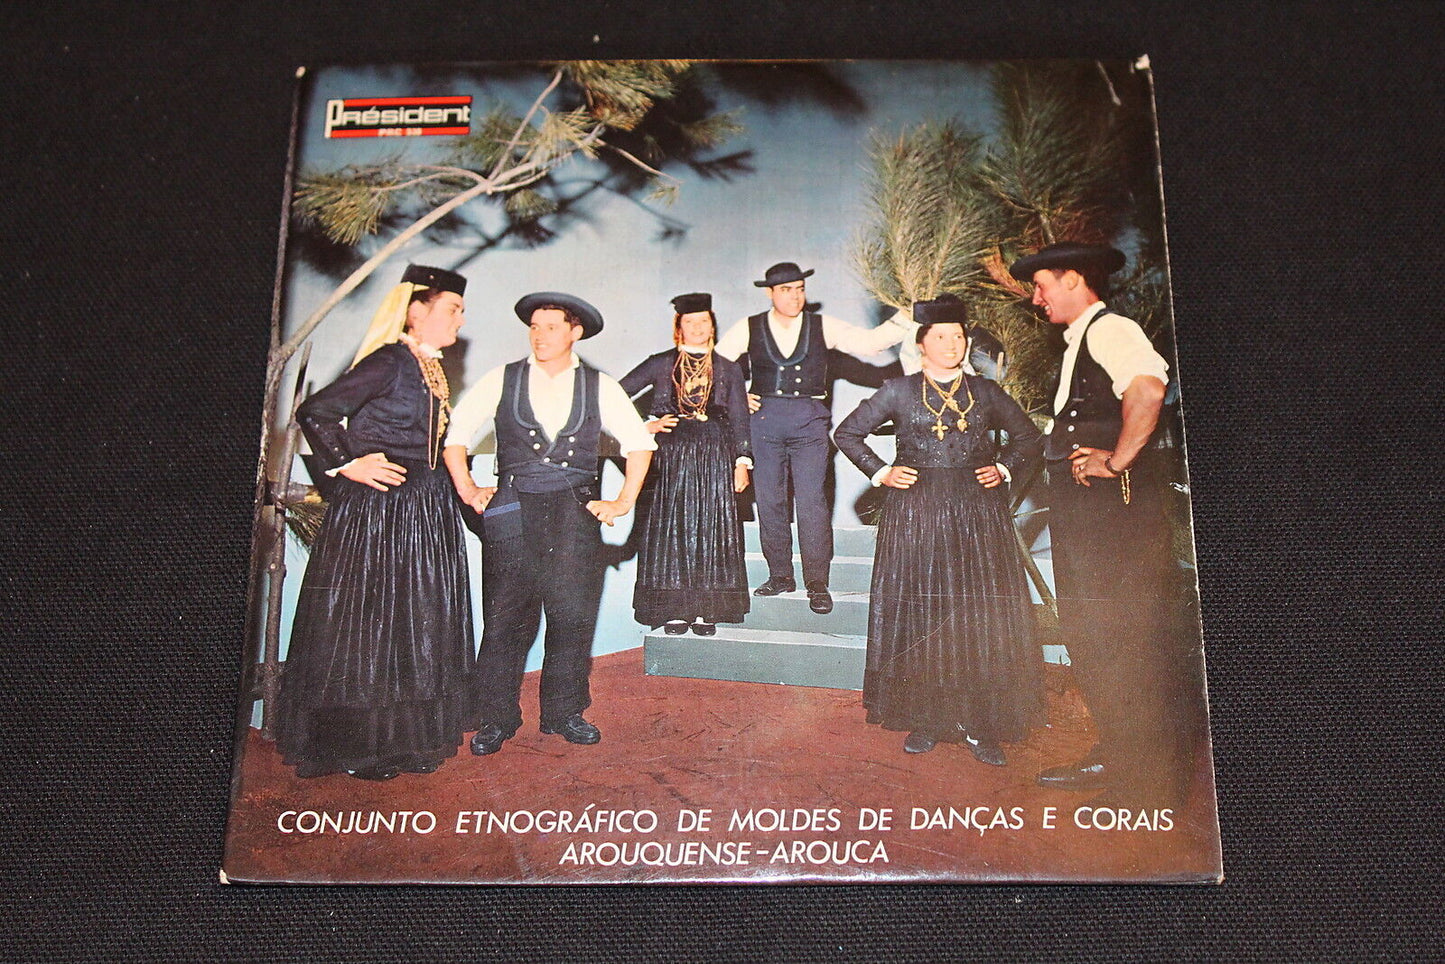 Président
CONJUNTO ETNOGRÁFICO DE MOLDES DE DANÇAS E CORAIS
AROUQUENSE-AROUCA